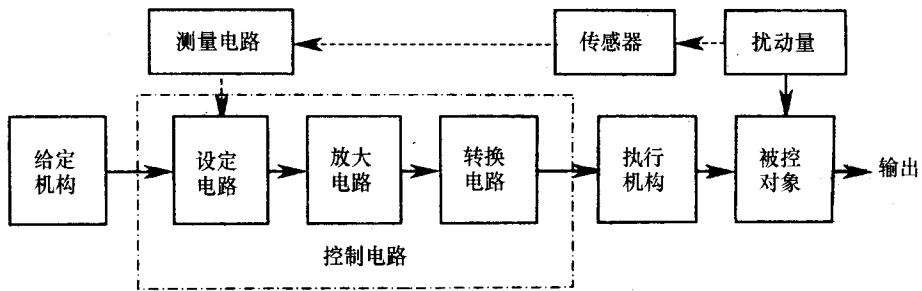 测量电路
传感器
扰动量
给定
机构
设定
电路
放大
电路
转换
电路
执行
机构
被控
对象
输出
控制电路